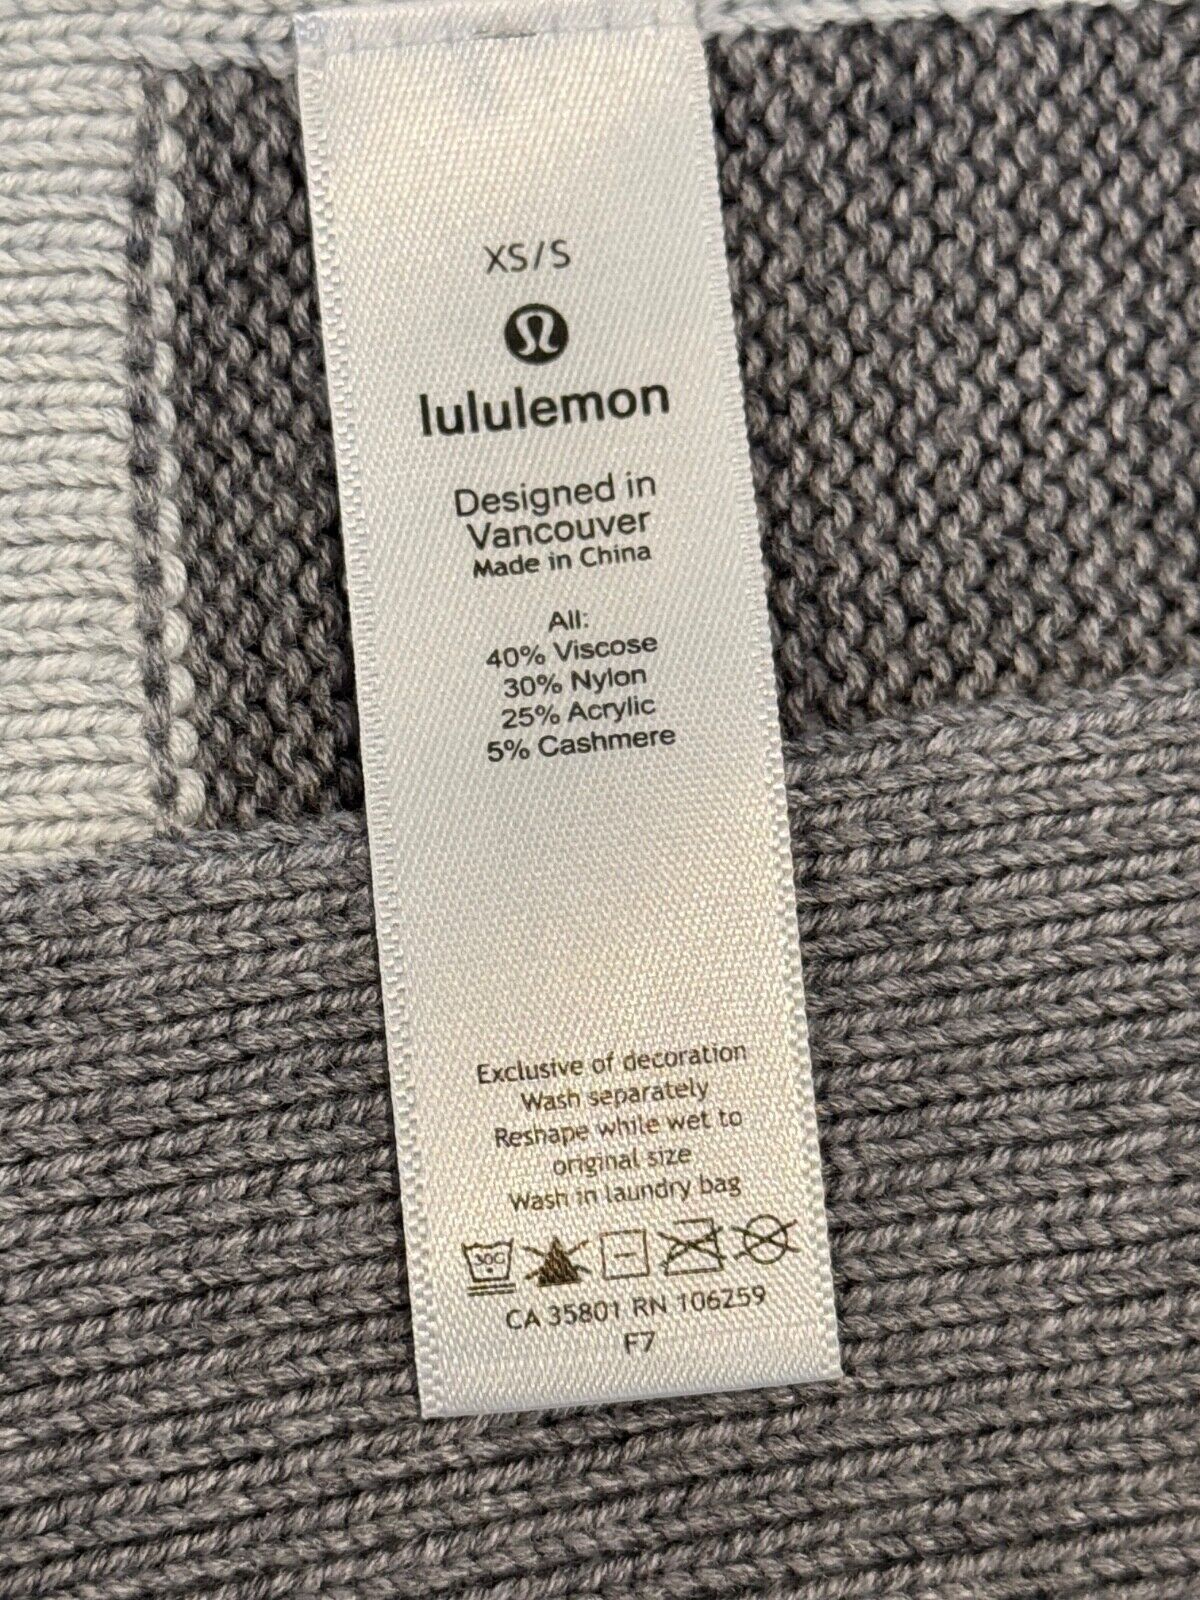 XS/S
lululemon
Designed in
Vancouver
Made in China
All:
40% Viscose
30% Nylon
25% Acrylic
5% Cashmere
Exclusive of decoration
Wash separately
Reshape while wet to
original size
Wash in laundry bag
30C
CA 35801 RN 106259
F7